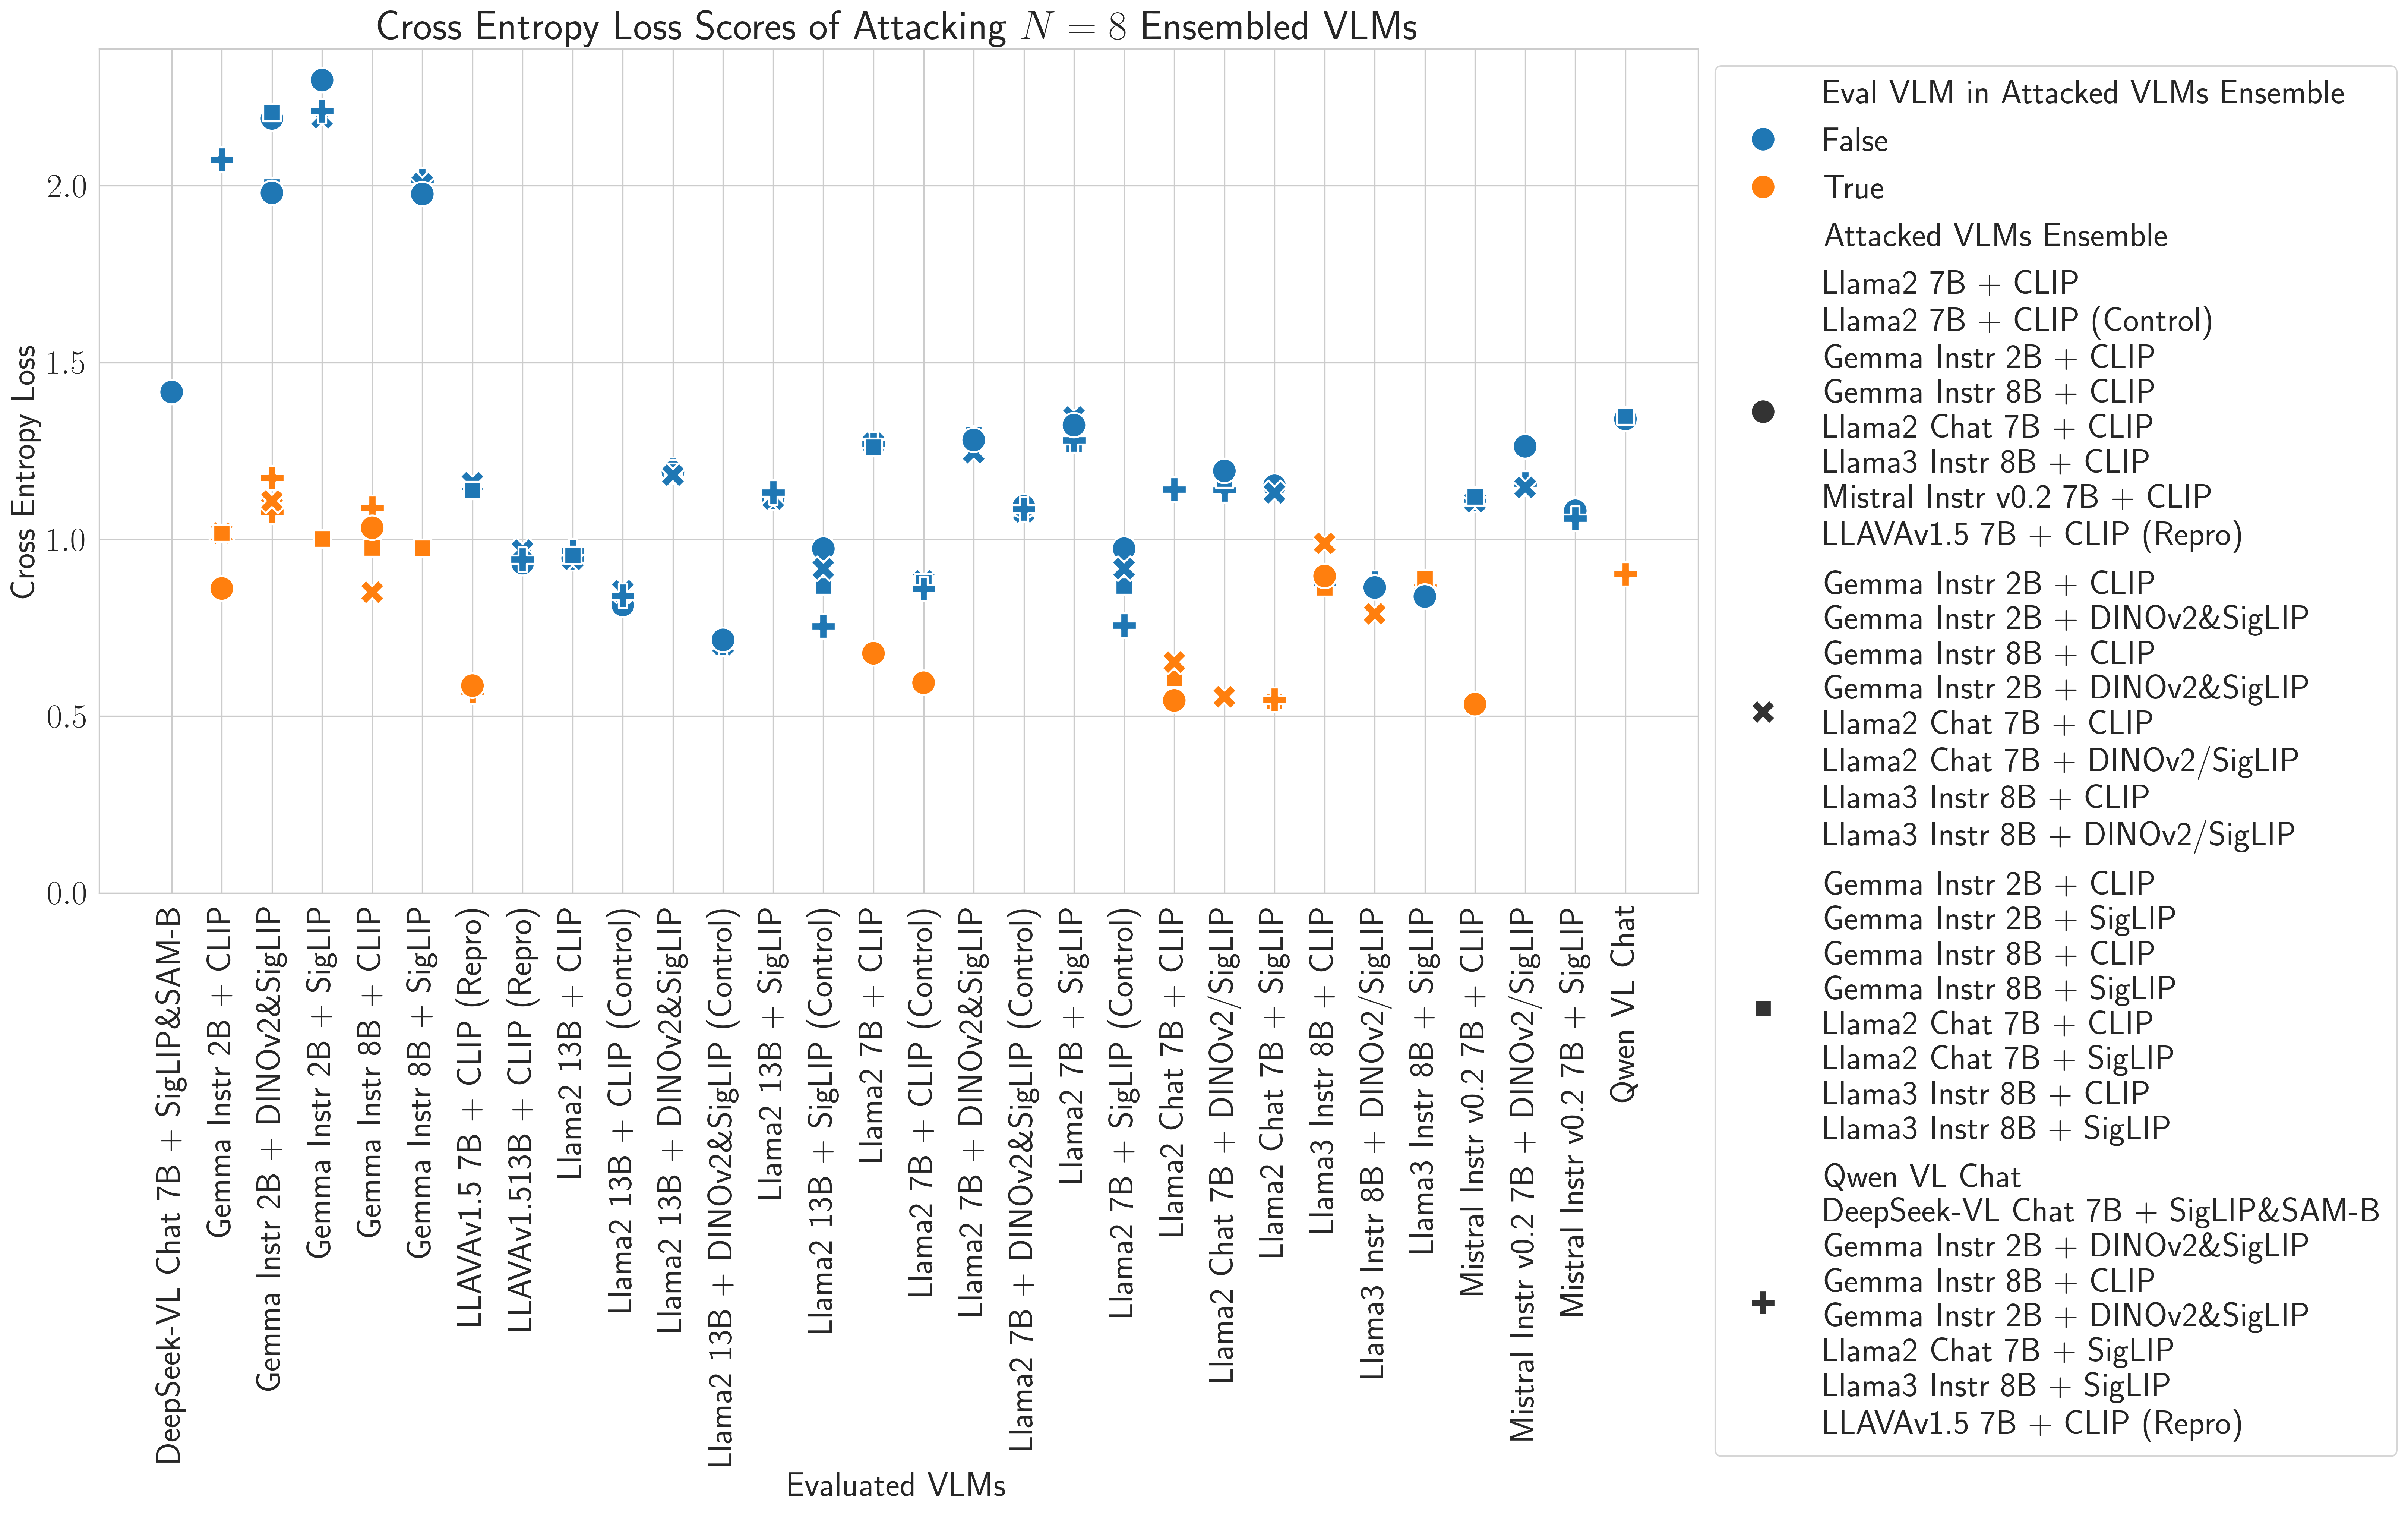 Cross Entropy Loss Scores of Attacking N = 8 Ensembled VLMs
Cross Entropy Loss
2.0
1.5
1.0
0.5
0.0
DeepSeek-VL Chat 7B + SigLIP&SAM-B
Gemma Instr 2B + CLIP
Gemma Instr 2B + DINOv2&SigLIP
Gemma Instr 2B + SigLIP
Gemma Instr 8B + CLIP
Gemma Instr 8B + SigLIP
LLAVAv1.5 7B + CLIP (Repro)
LLAVAv1.513B + CLIP (Repro)
Llama2 13B + CLIP
Llama2 13B + CLIP (Control)
Llama2 13B + DINOv2&SigLIP
Llama2 13B + DINOv2&SigLIP (Control)
Llama2 13B + SigLIP
Llama2 13B + SigLIP (Control)
Llama2 7B + CLIP
Llama2 7B + CLIP (Control)
Llama2 7B + DINOv2&SigLIP
Llama2 7B + DINOv2&SigLIP (Control)
Llama2 7B + SigLIP
Llama2 7B + SigLIP (Control)
Llama2 Chat 7B + CLIP
Llama2 Chat 7B + DINOv2/SigLIP
Llama2 Chat 7B + SigLIP
Llama3 Instr 8B + CLIP
Llama3 Instr 8B + DINOv2/SigLIP
Llama3 Instr 8B + SigLIP
Mistral Instr v0.2 7B + CLIP
Mistral Instr v0.2 7B + DINOv2/SigLIP
Mistral Instr v0.2 7B + SigLIP
Qwen VL Chat
Evaluated VLMs
Eval VLM in Attacked VLMs Ensemble
False
True
Attacked VLMs Ensemble
Llama2 7B + CLIP
Llama2 7B + CLIP (Control)
Gemma Instr 2B + CLIP
Gemma Instr 8B + CLIP
Llama2 Chat 7B + CLIP
Llama3 Instr 8B + CLIP
Mistral Instr v0.2 7B + CLIP
LLAVAv1.5 7B + CLIP (Repro)
Gemma Instr 2B + CLIP
Gemma Instr 2B + DINOv2&SigLIP
Gemma Instr 8B + CLIP
Gemma Instr 2B + DINOv2&SigLIP
Llama2 Chat 7B + CLIP
Llama2 Chat 7B + DINOv2/SigLIP
Llama3 Instr 8B + CLIP
Llama3 Instr 8B + DINOv2/SigLIP
Gemma Instr 2B + CLIP
Gemma Instr 2B + SigLIP
Gemma Instr 8B + CLIP
Gemma Instr 8B + SigLIP
Llama2 Chat 7B + CLIP
Llama2 Chat 7B + SigLIP
Llama3 Instr 8B + CLIP
Llama3 Instr 8B + SigLIP
Qwen VL Chat
DeepSeek-VL Chat 7B + SigLIP&SAM-B
Gemma Instr 2B + DINOv2&SigLIP
Gemma Instr 8B + CLIP
Gemma Instr 2B + DINOv2&SigLIP
Llama2 Chat 7B + SigLIP
Llama3 Instr 8B + SigLIP
LLAVAv1.5 7B + CLIP (Repro)